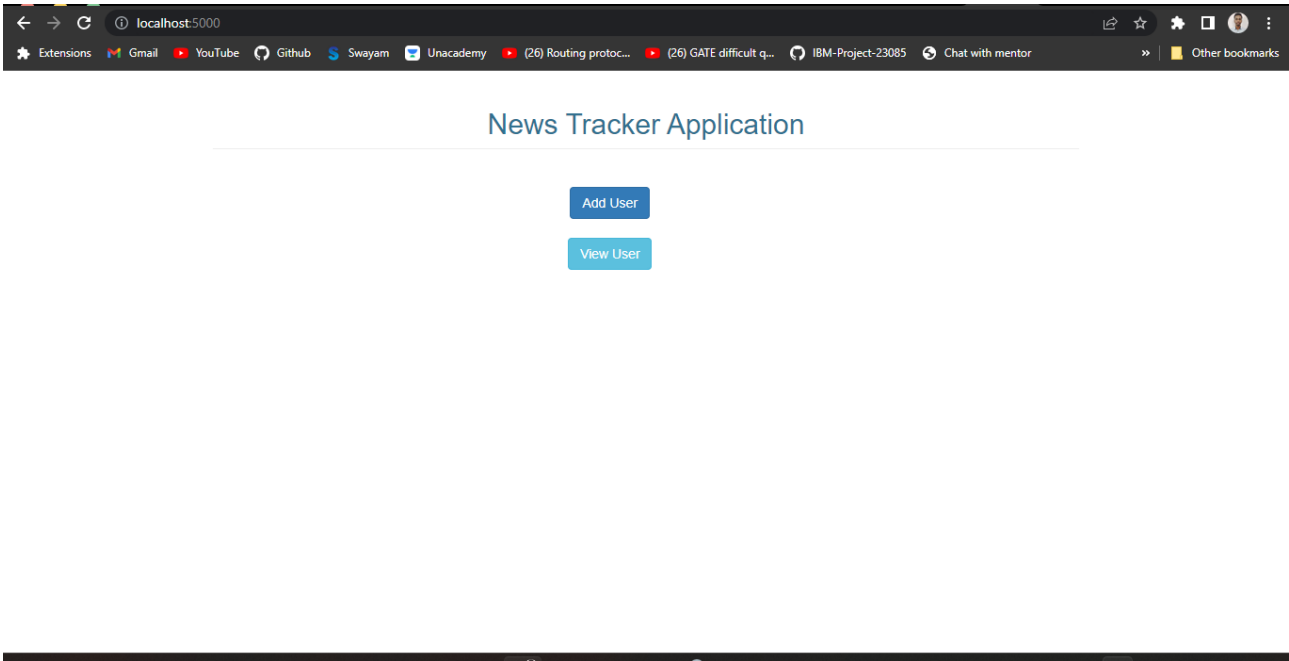 localhost:5000
Extensions Gmail YouTube Github Swayam Unacademy (26) Routing protoc... (26) GATE difficult q... IBM-Project-23085 Chat with mentor » Other bookmarks
News Tracker Application
Add User
View User